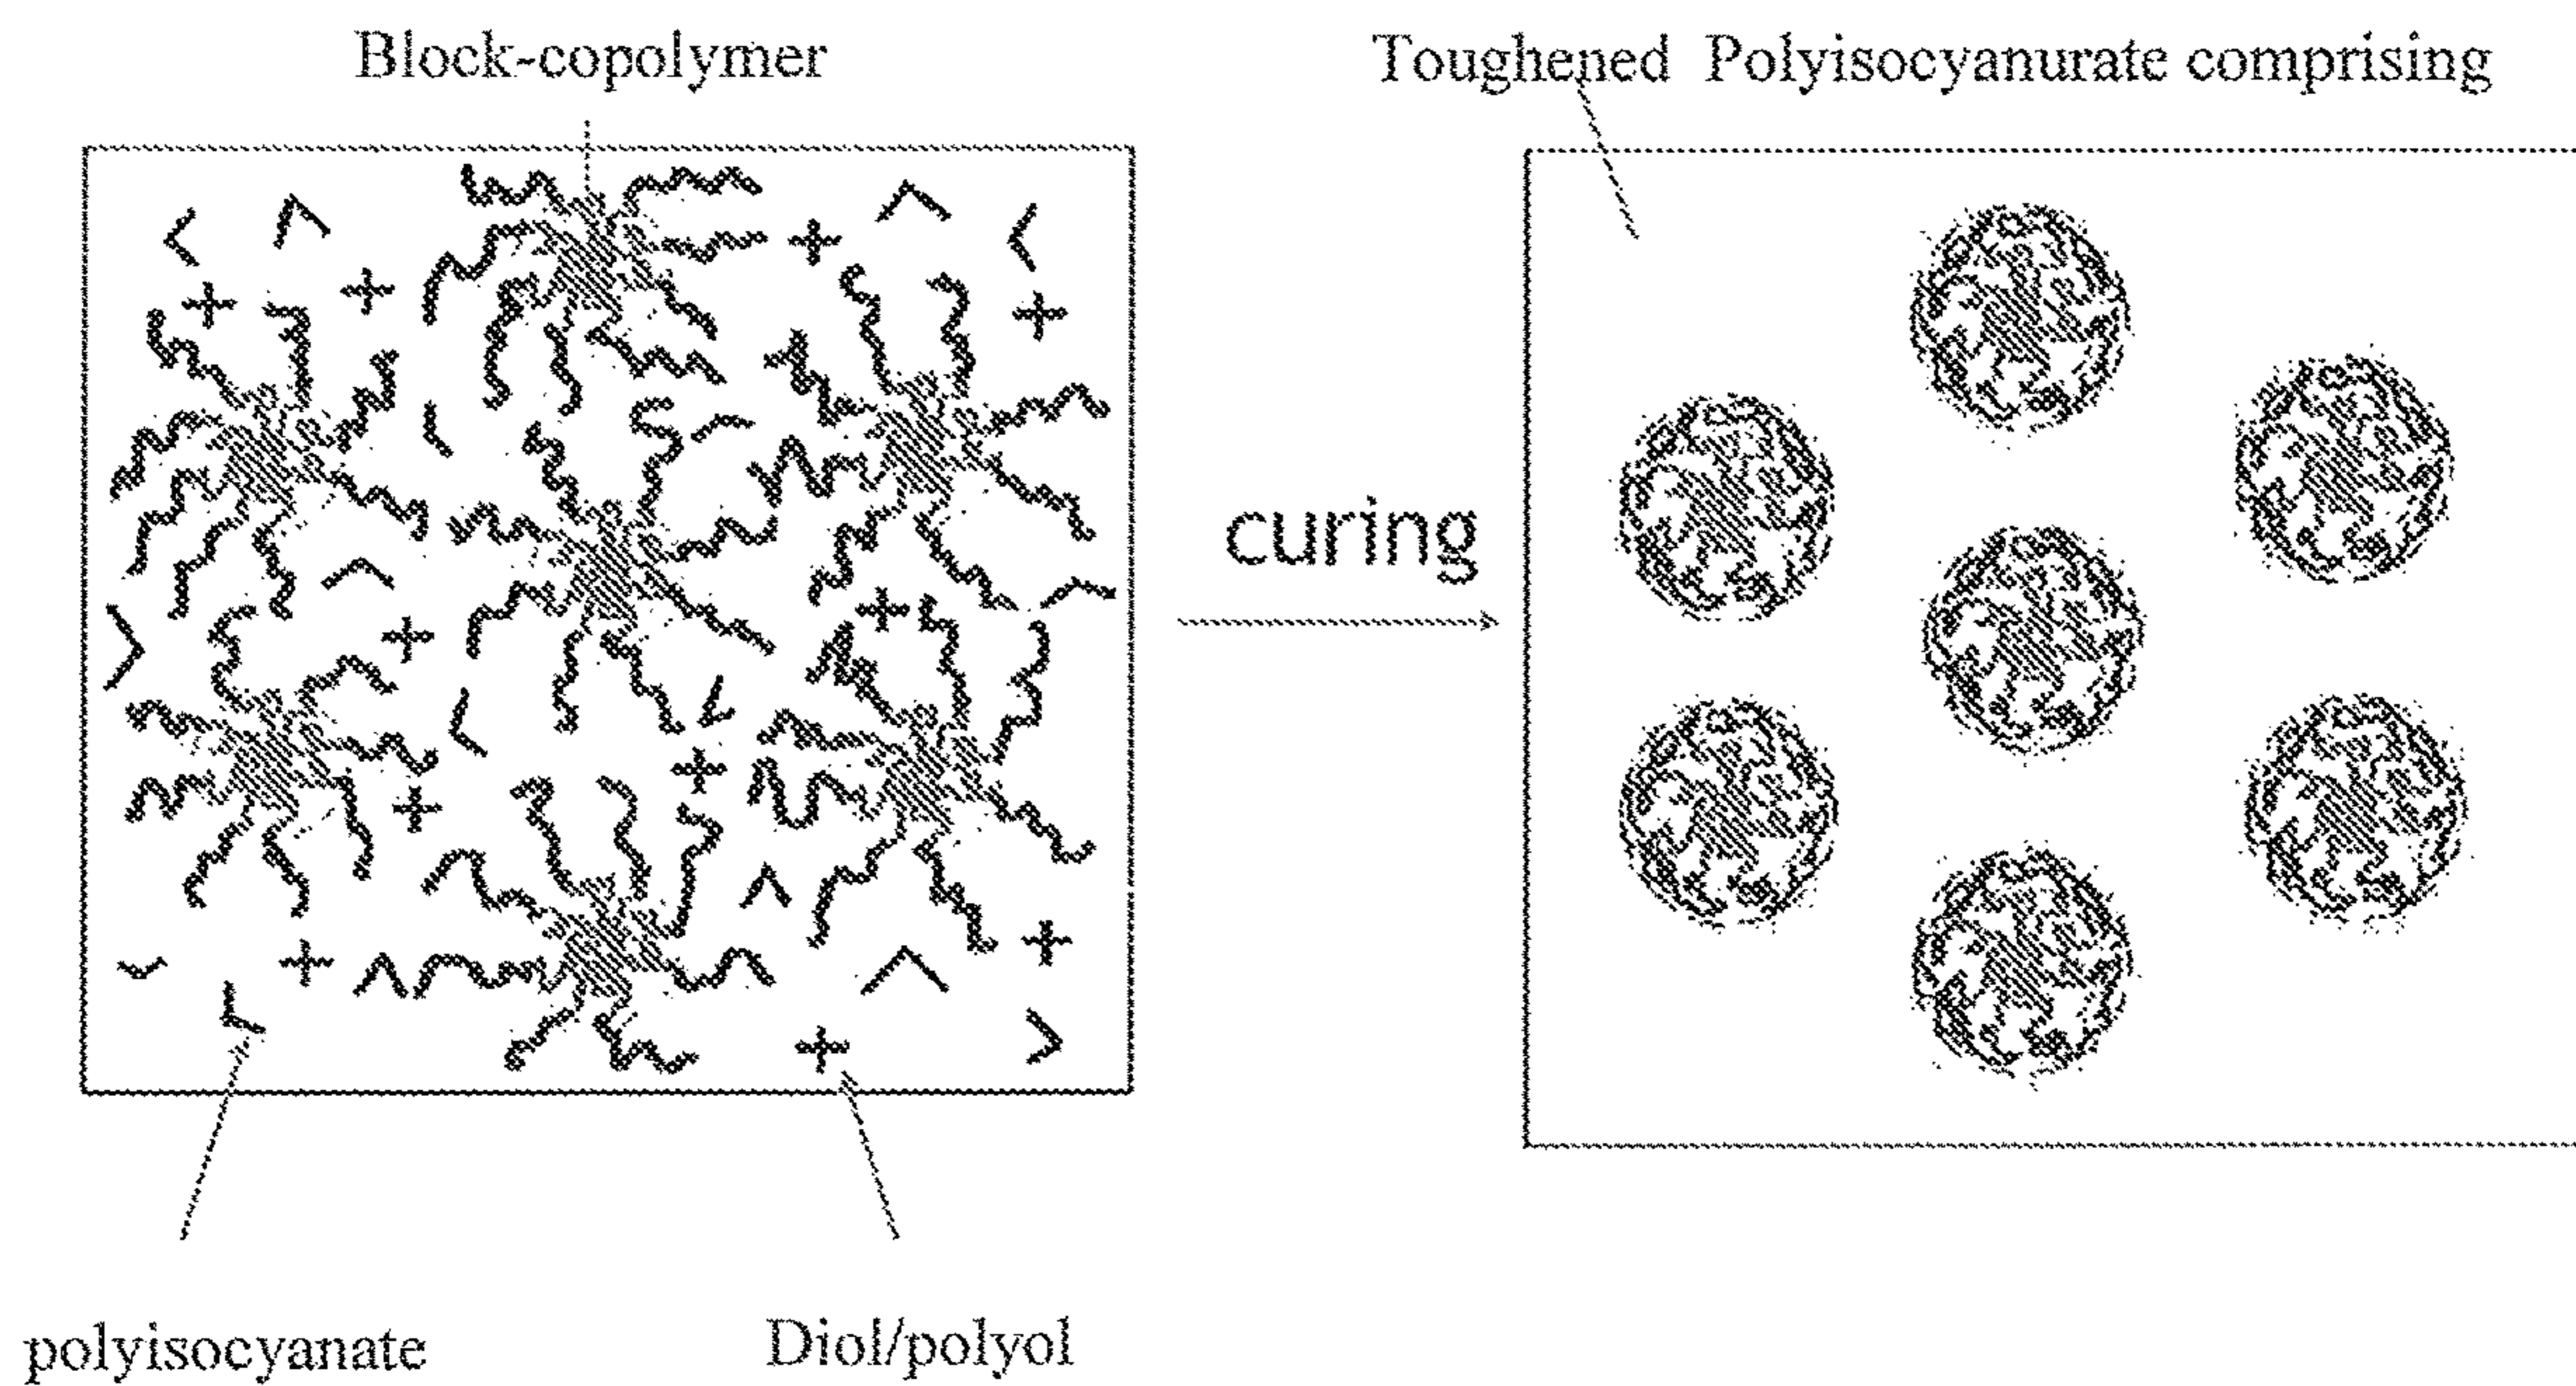 Block-copolymer
Toughened Polyisocyanurate comprising
curing
polyisocyanate
Diol/polyol